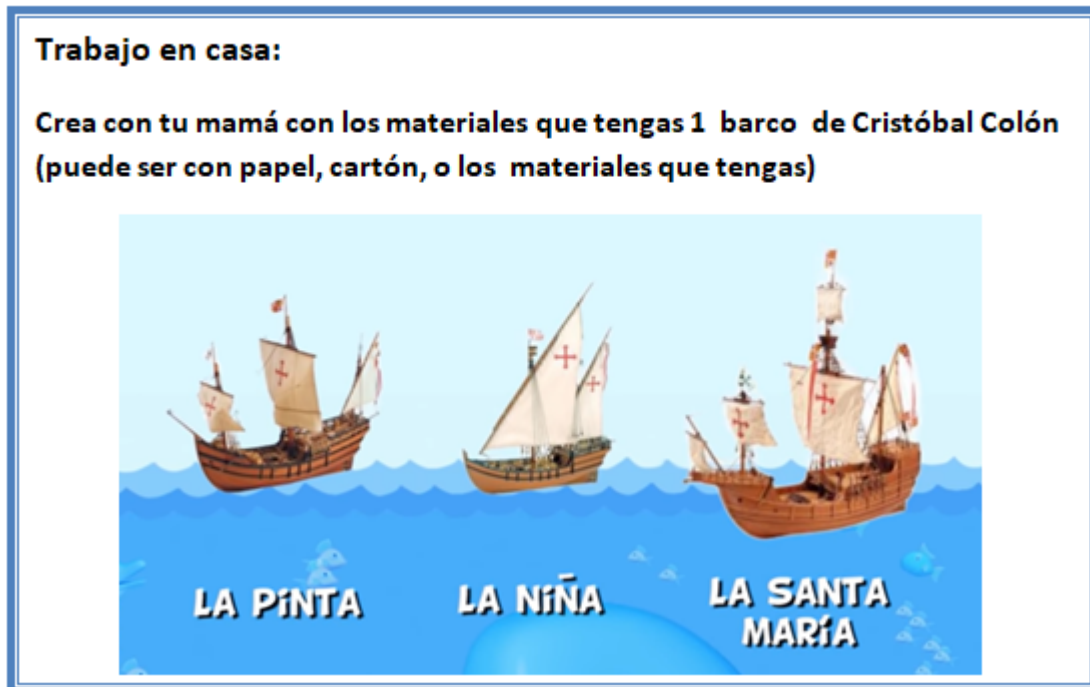 Trabajo en casa:
Crea con tu mamá con los materiales que tengas 1 barco de Cristóbal Colón
(puede ser con papel, cartón, o los materiales que tengas)
LA PiNTA
LA NiÑA
LA SANTA
MARíA